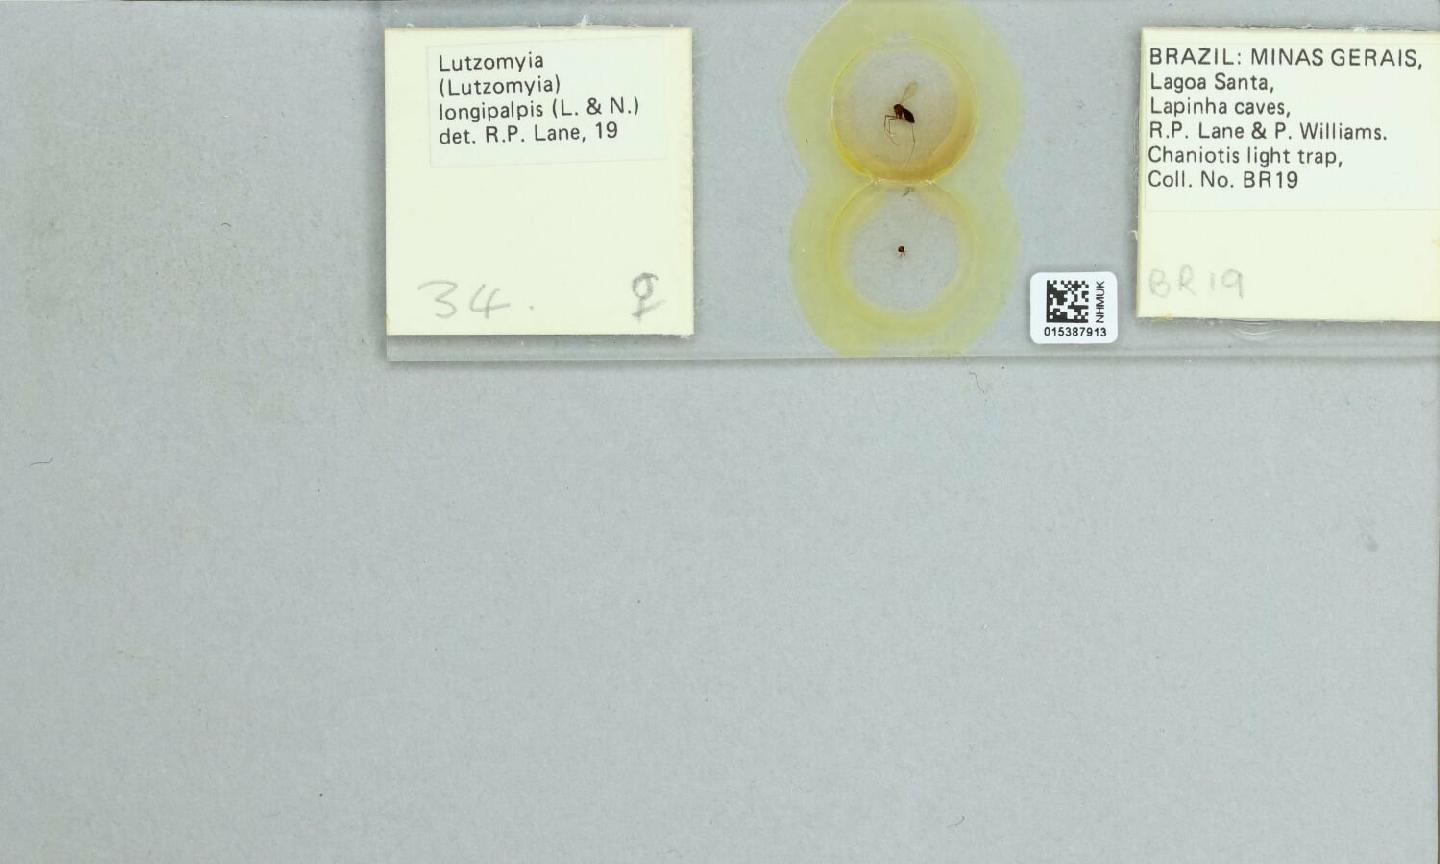 Lutzomyia
(Lutzomyia)
longipalpis (L. & N.)
det. R.P. Lane, 19
34. ♀
NHMUK
015387913
BRAZIL: MINAS GERAIS,
Lagoa Santa,
Lapinha caves,
R.P. Lane & P. Williams.
Chaniotis light trap,
Coll. No. BR19
BR19